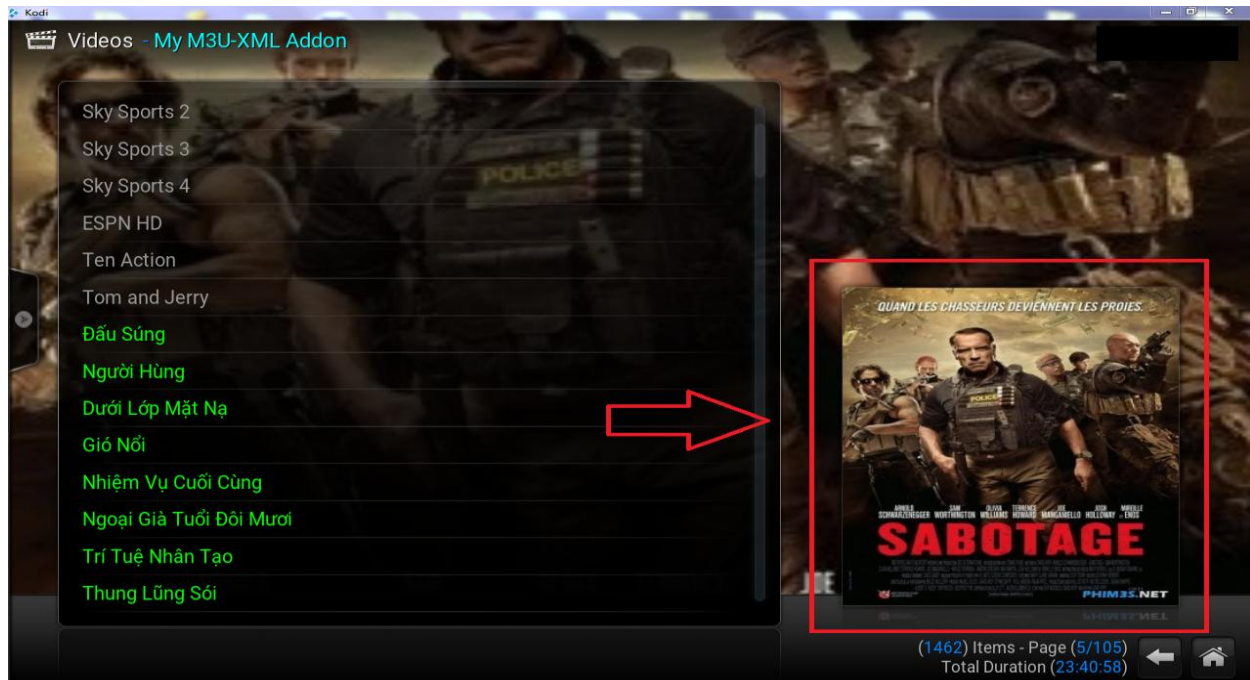 Kodi
Videos - My M3U-XML Addon
Sky Sports 2
Sky Sports 3
Sky Sports 4
ESPN HD
Ten Action
Tom and Jerry
Đấu Súng
Người Hùng
Dưới Lớp Mặt Nạ
Gió Nổi
Nhiệm Vụ Cuối Cùng
Ngoại Già Tuổi Đôi Mươi
Trí Tuệ Nhân Tạo
Thung Lũng Sói
POLICE
QUAND LES CHASSEURS DEVIENNENT LES PROIES.
POLICE
ARNOLD SCHWARZENEGGER
SAM WORTHINGTON
OLIVIA WILLIAMS
TERRENCE HOWARD
JOE MANGANIELLO
JOSH HOLLOWAY
MIREILLE ENOS
SABOTAGE
PHIM3S.NET
(1462) Items - Page (5/105)
Total Duration (23:40:58)